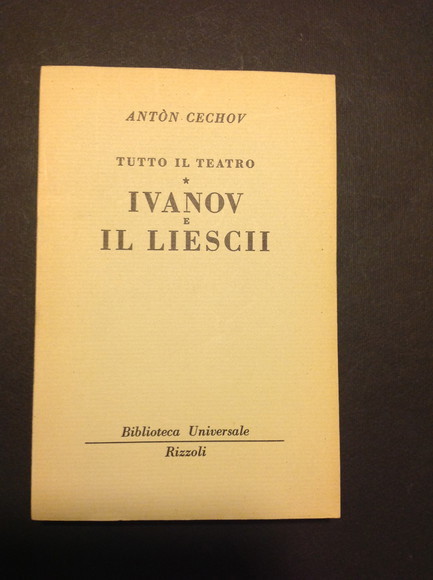 ANTÒN CECHOV
TUTTO IL TEATRO
*
IVANOV
E
IL LIESCII
Biblioteca Universale
Rizzoli